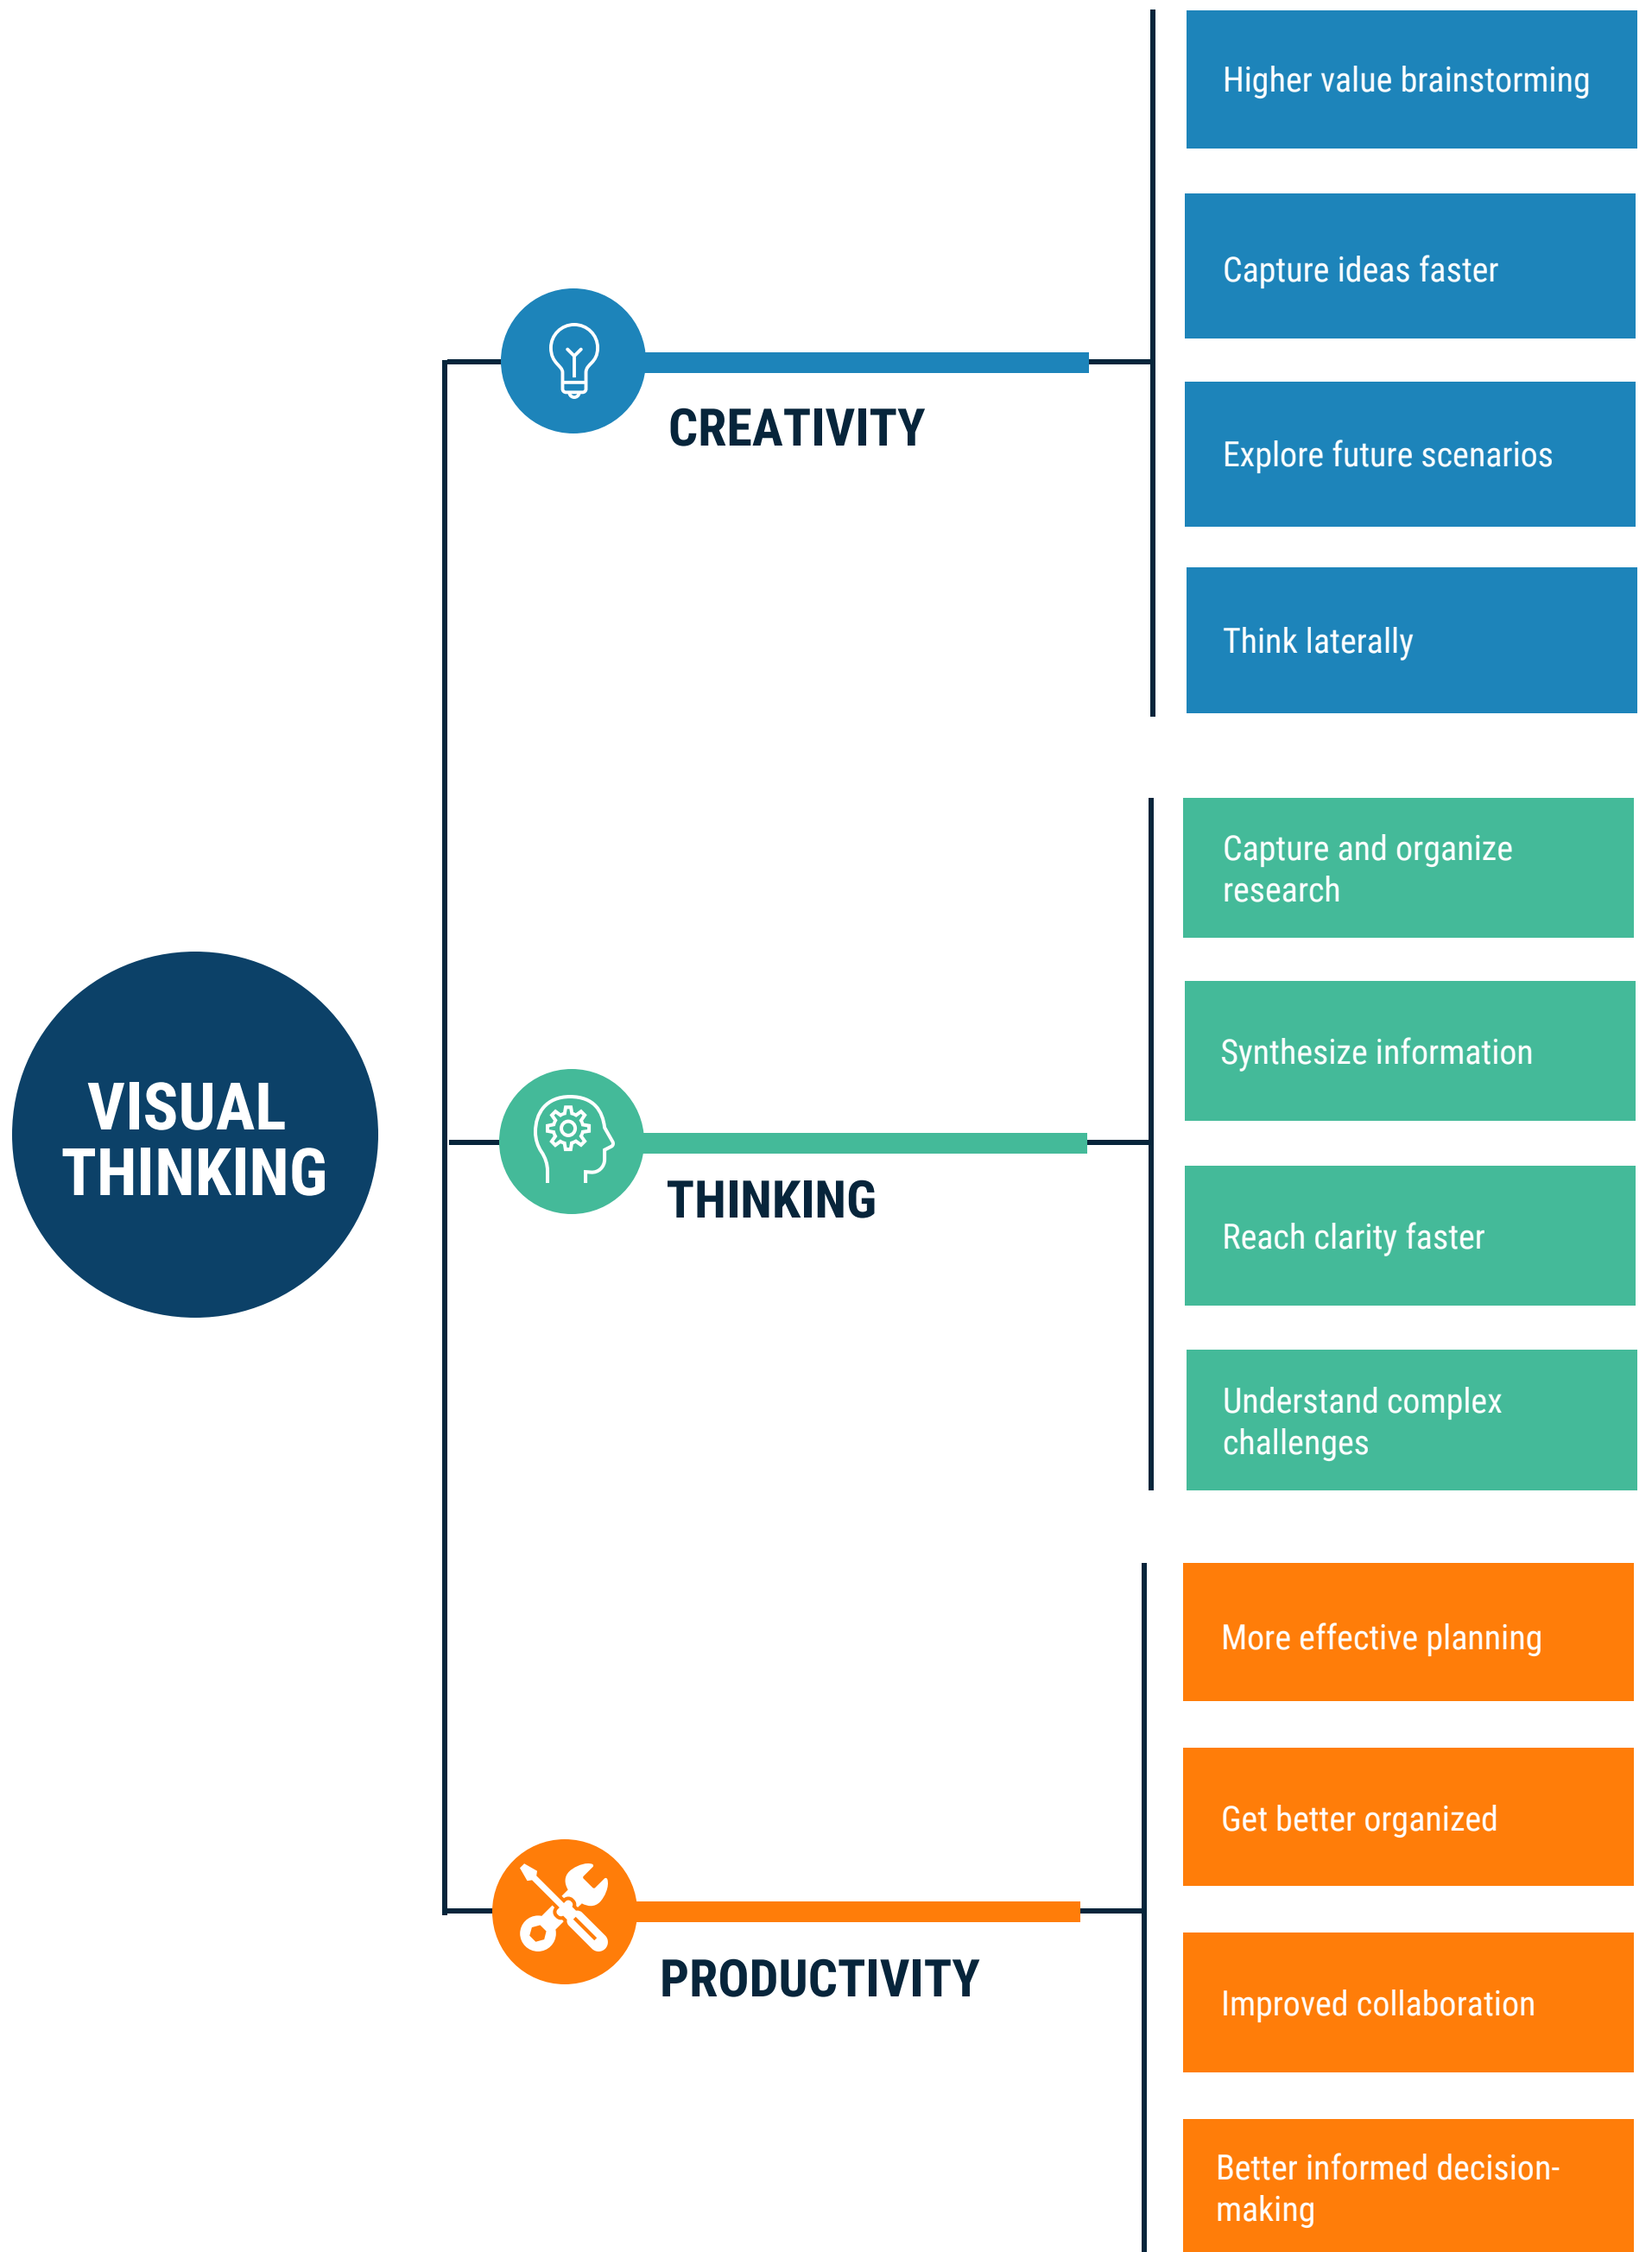 VISUAL
THINKING
CREATIVITY
Higher value brainstorming
Capture ideas faster
Explore future scenarios
Think laterally
THINKING
Capture and organize
research
Synthesize information
Reach clarity faster
Understand complex
challenges
PRODUCTIVITY
More effective planning
Get better organized
Improved collaboration
Better informed decision-
making